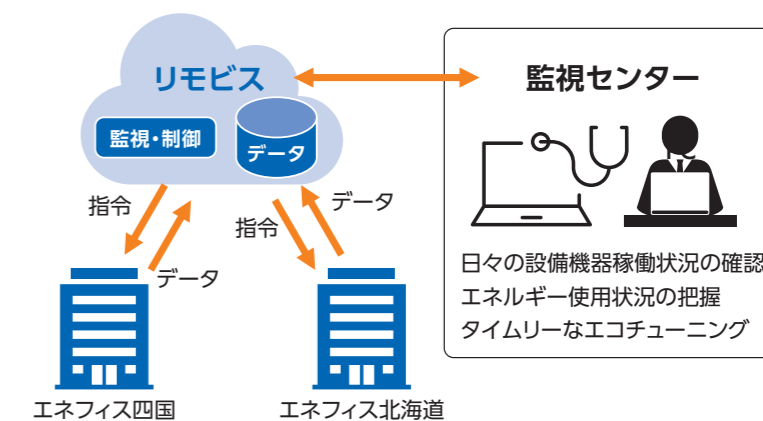 リモビス
監視・制御
データ
監視センター
指令
データ
指令
データ
日々の設備機器稼働状況の確認
エネルギー使用状況の把握
タイムリーなエコチューニング
エネフィス四国
エネフィス北海道